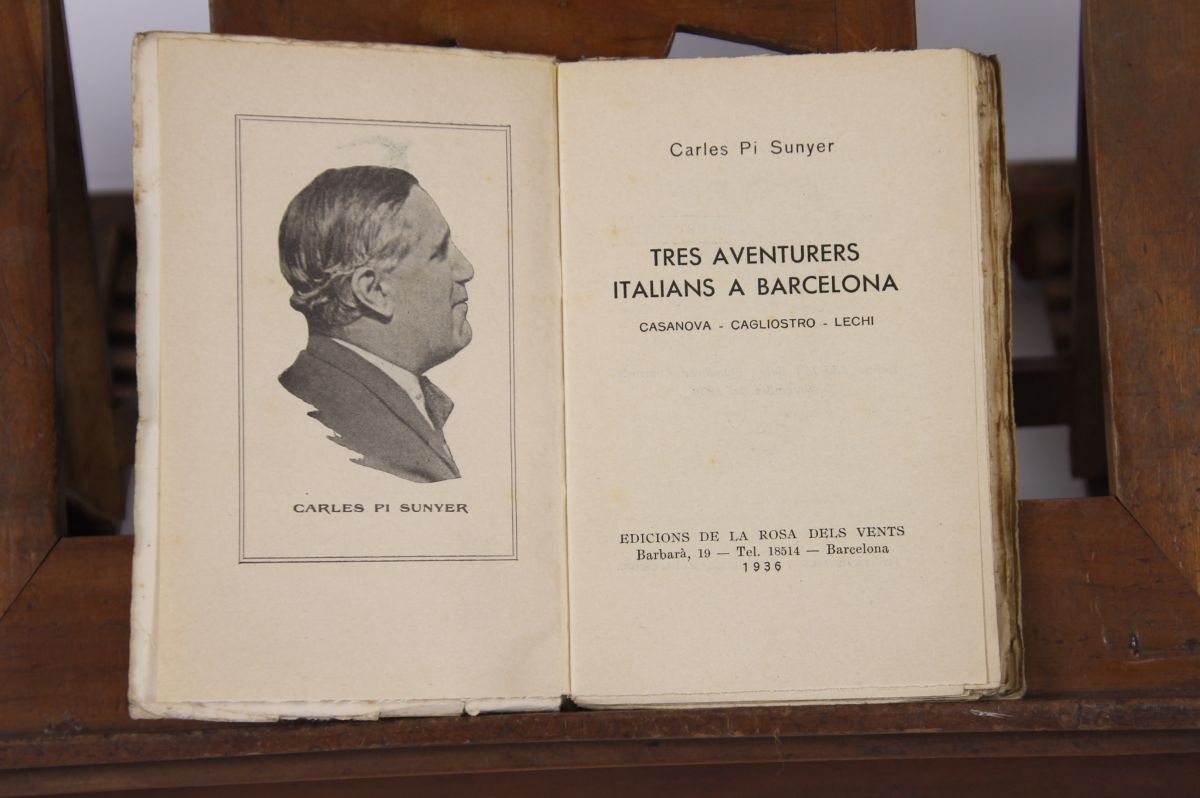 CARLES PI SUNYER
Carles Pi Sunyer
TRES AVENTURERS
ITALIANS A BARCELONA
CASANOVA - CAGLIOSTRO - LECHI
EDICIONS DE LA ROSA DELS VENTS
Barbarà, 19 — Tel. 18514 — Barcelona
1936